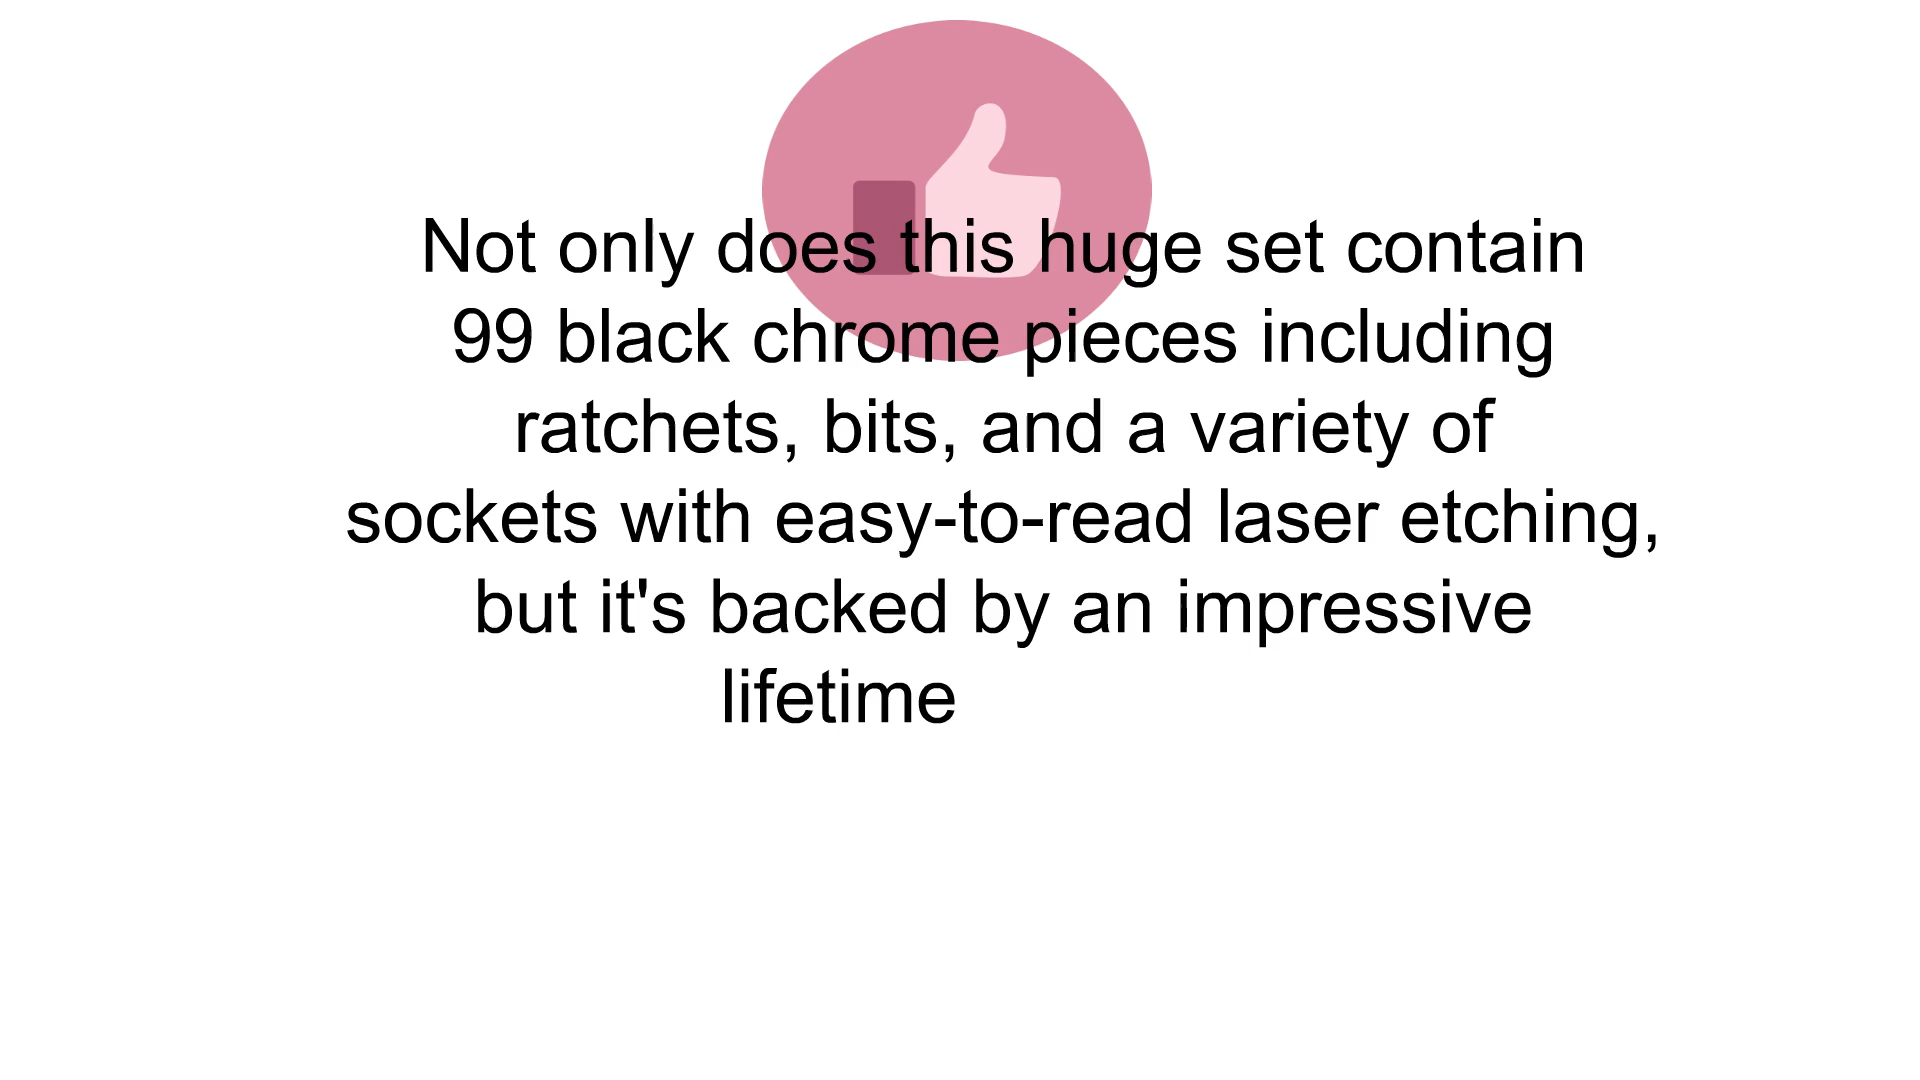 Not only does this huge set contain
99 black chrome pieces including
ratchets, bits, and a variety of
sockets with easy-to-read laser etching,
but it's backed by an impressive
lifetime